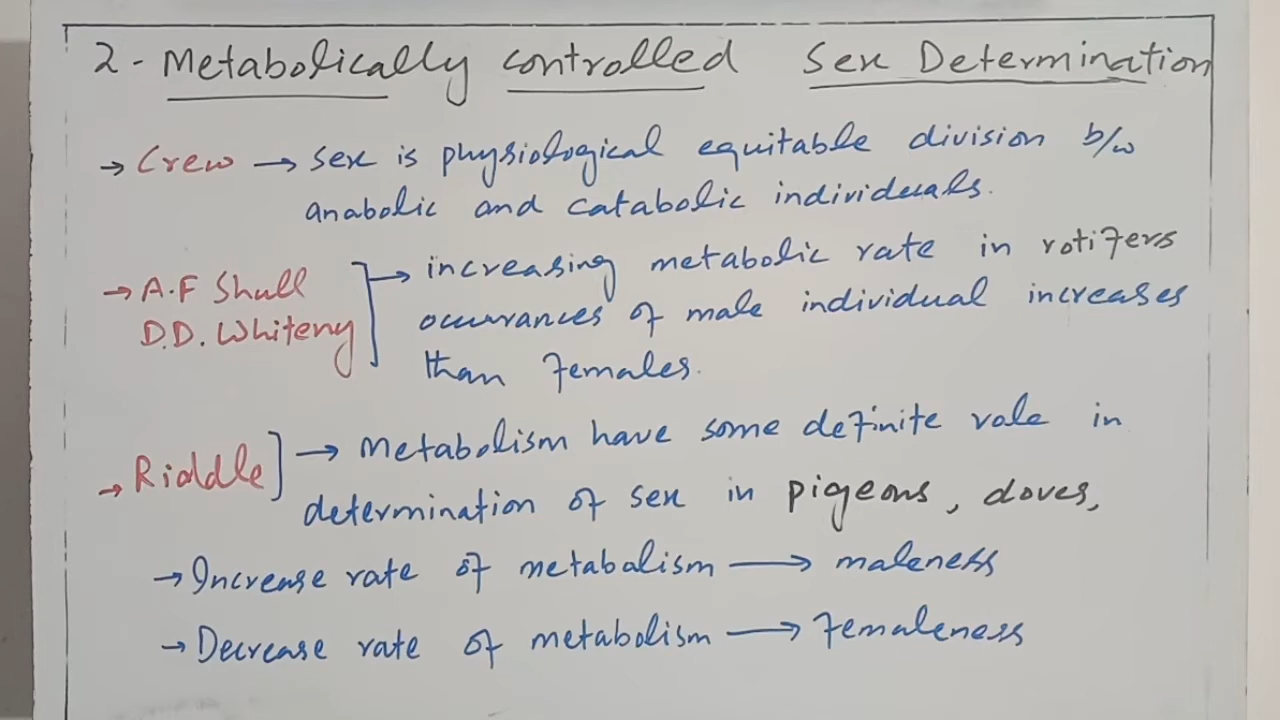 2 - Metabolically controlled Sex Determination
→ Crew → sex is physiological equitable division b/w
anabolic and catabolic individuals.
→ A.F Shull
D.D. Whiteny
→ increasing metabolic rate in rotifers
ocurrances of male individual increases
than females.
→ Riddle → Metabolism have some definite role in
determination of sex in pigeons, doves,
→ Increase rate of metabalism → maleness
→ Decrease rate of metabolism → femaleness